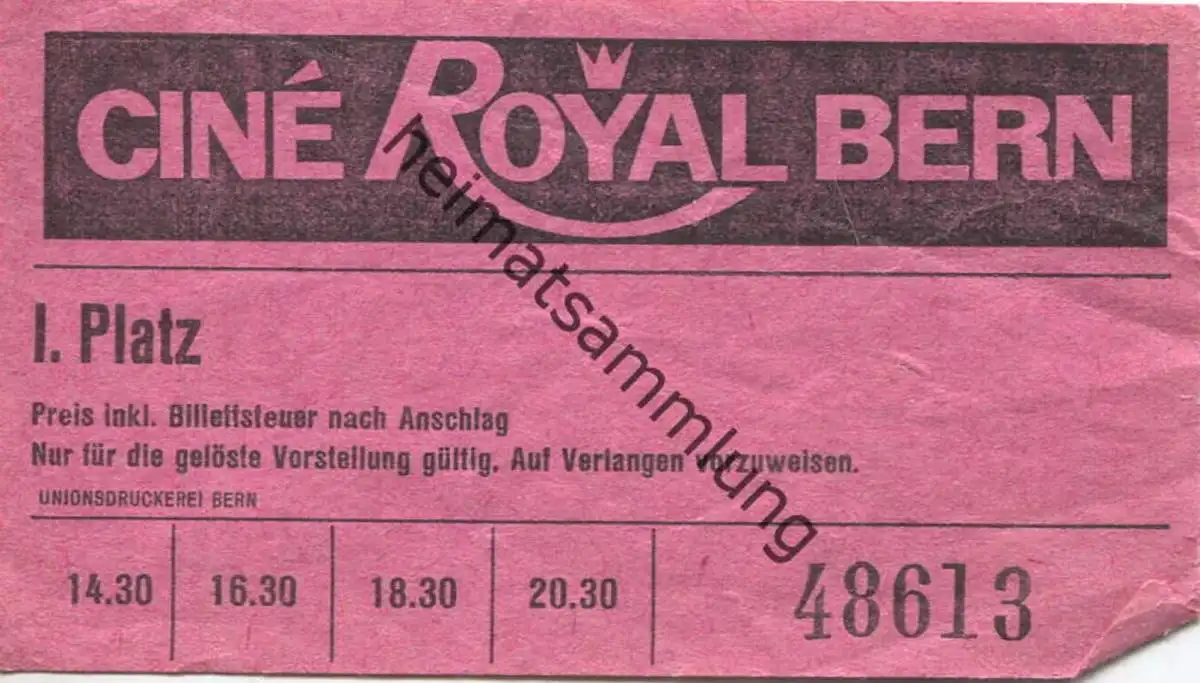 CINÉ ROYAL BERN
I. Platz
Preis inkl. Billettsteuer nach Anschlag
Nur für die gelöste Vorstellung gültig. Auf Verlangen vorzuweisen.
UNIONSDRUCKEREI BERN
14.30 16.30 18.30 20.30 48613
heimatsammlung